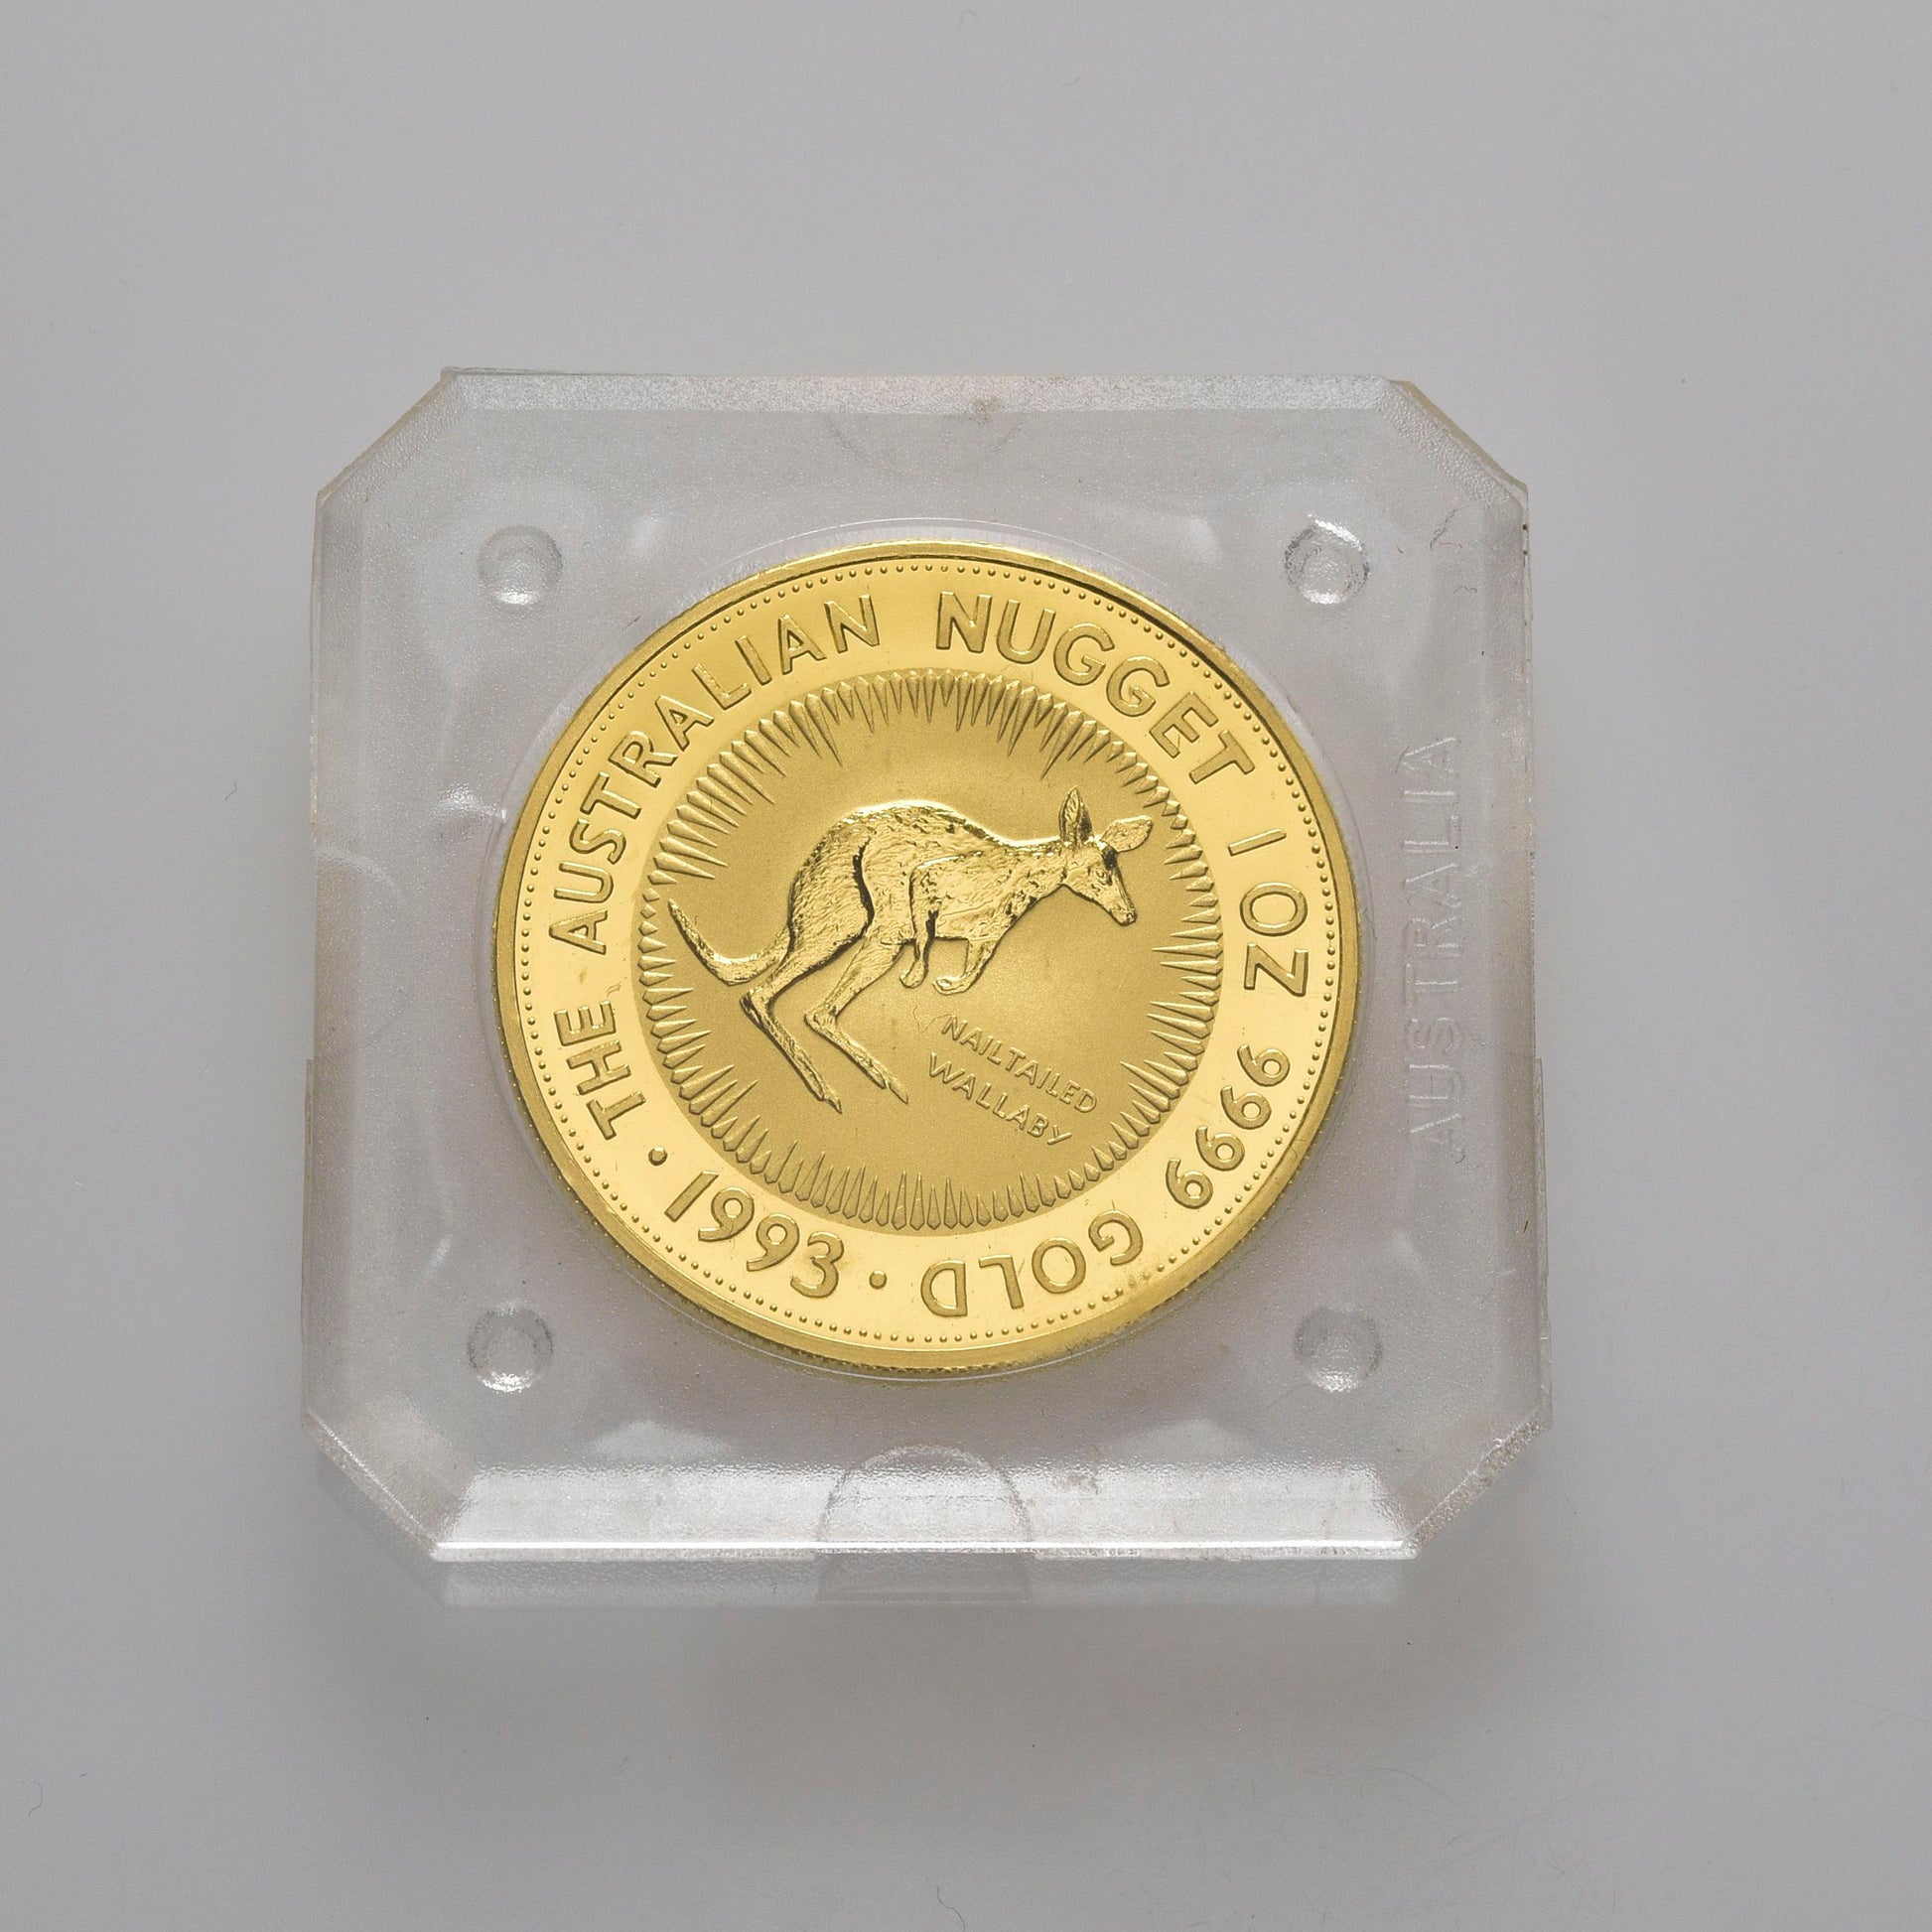 THE AUSTRALIAN NUGGET 1 OZ 9999 GOLD · 1993 ·
NAILTAILED
WALLABY
AUSTRALIA